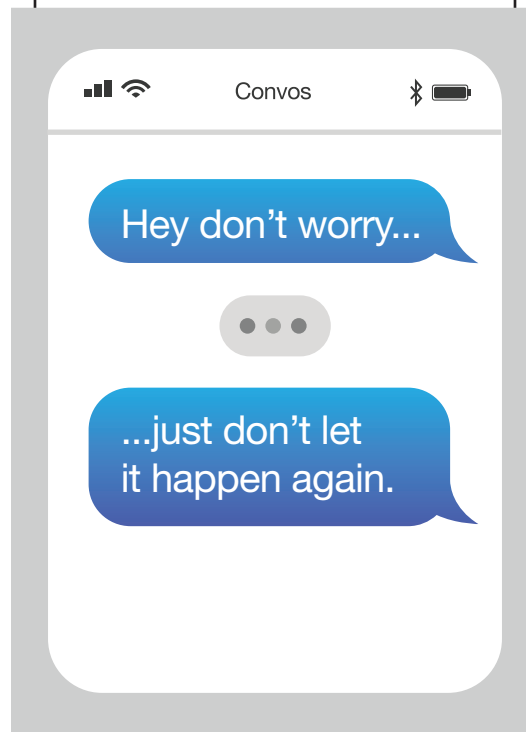 Convos
Hey don’t worry...
...just don’t let
it happen again.